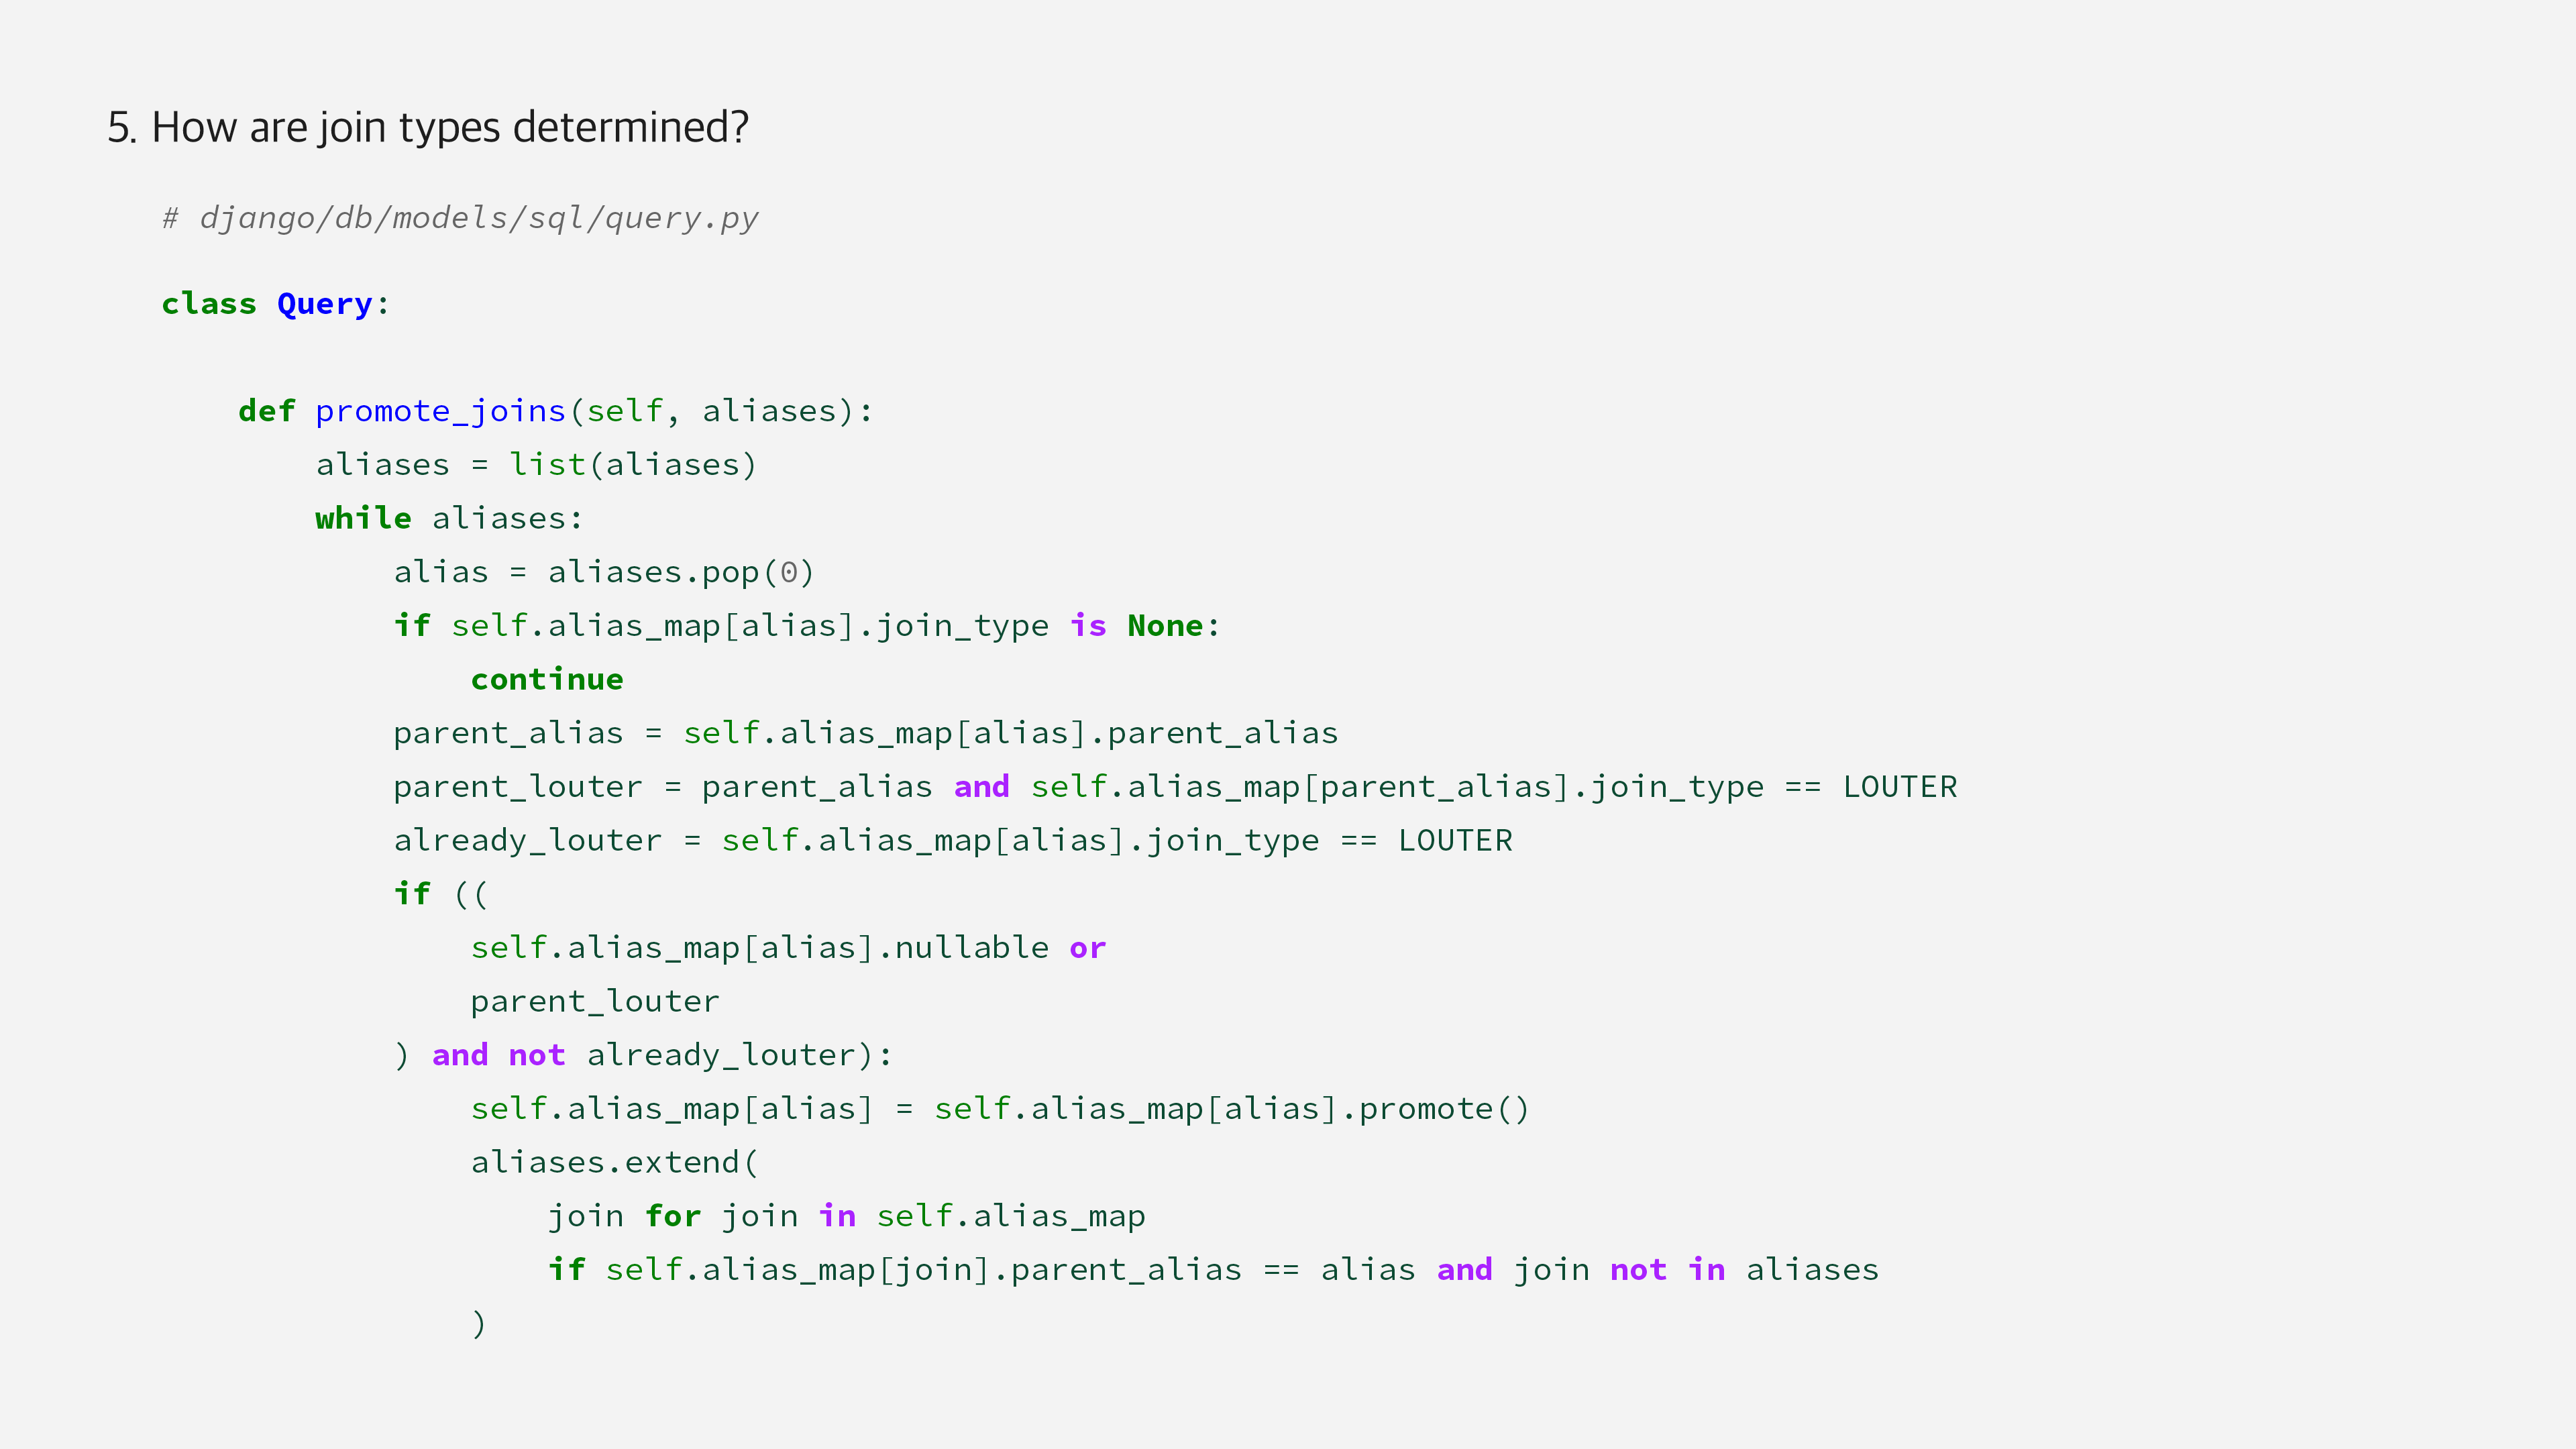 5. How are join types determined?
# django/db/models/sql/query.py
class Query:
    def promote_joins(self, aliases):
        aliases = list(aliases)
        while aliases:
            alias = aliases.pop(0)
            if self.alias_map[alias].join_type is None:
                continue
            parent_alias = self.alias_map[alias].parent_alias
            parent_louter = parent_alias and self.alias_map[parent_alias].join_type == LOUTER
            already_louter = self.alias_map[alias].join_type == LOUTER
            if ((
                self.alias_map[alias].nullable or
                parent_louter
            ) and not already_louter):
                self.alias_map[alias] = self.alias_map[alias].promote()
                aliases.extend(
                    join for join in self.alias_map
                    if self.alias_map[join].parent_alias == alias and join not in aliases
                )